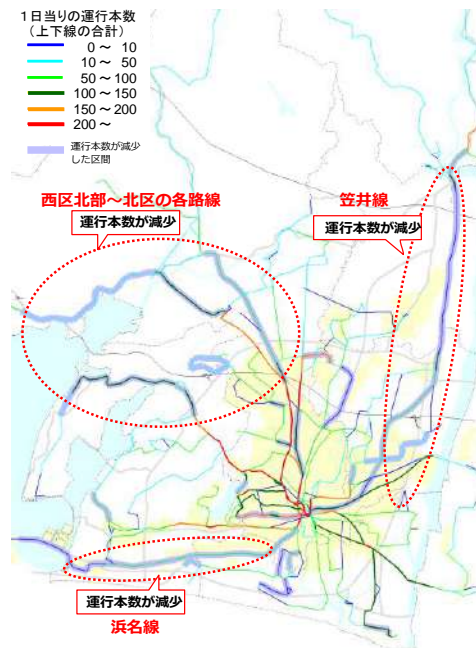 1日当りの運行本数
（上下線の合計）
0～ 10
10～ 50
50～100
100～150
150～200
200～
運行本数が減少
した区間
西区北部～北区の各路線
運行本数が減少
笠井線
運行本数が減少
運行本数が減少
浜名線